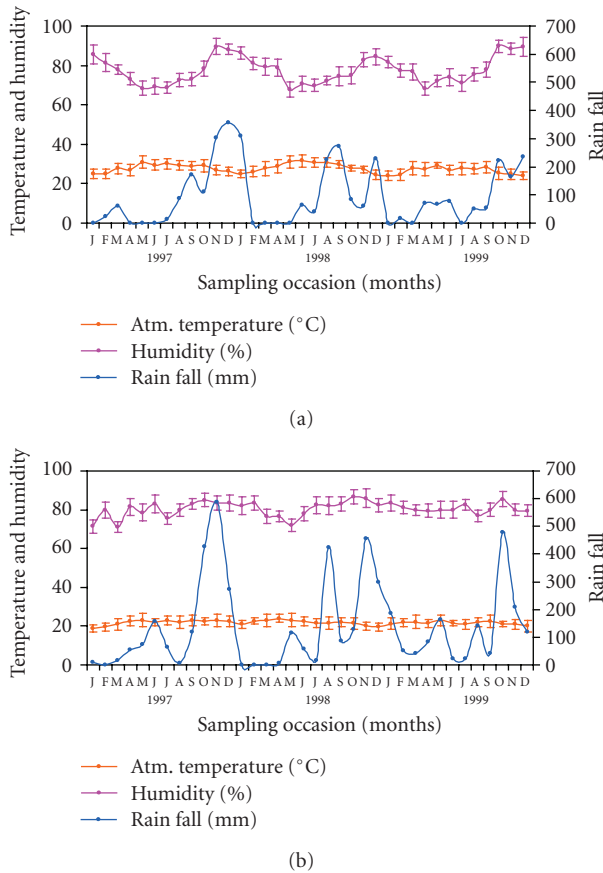 100 700
80 600
60 500
40 400
20 300
0 200
100
0
Temperature and humidity
Rain fall
J F M A M J J A S O N D J F M A M J J A S O N D J F M A M J J A S O N D
1997 1998 1999
Sampling occasion (months)
Atm. temperature (°C)
Humidity (%)
Rain fall (mm)
(a)
100 700
80 600
60 500
40 400
20 300
0 200
100
0
Temperature and humidity
Rain fall
J F M A M J J A S O N D J F M A M J J A S O N D J F M A M J J A S O N D
1997 1998 1999
Sampling occasion (months)
Atm. temperature (°C)
Humidity (%)
Rain fall (mm)
(b)